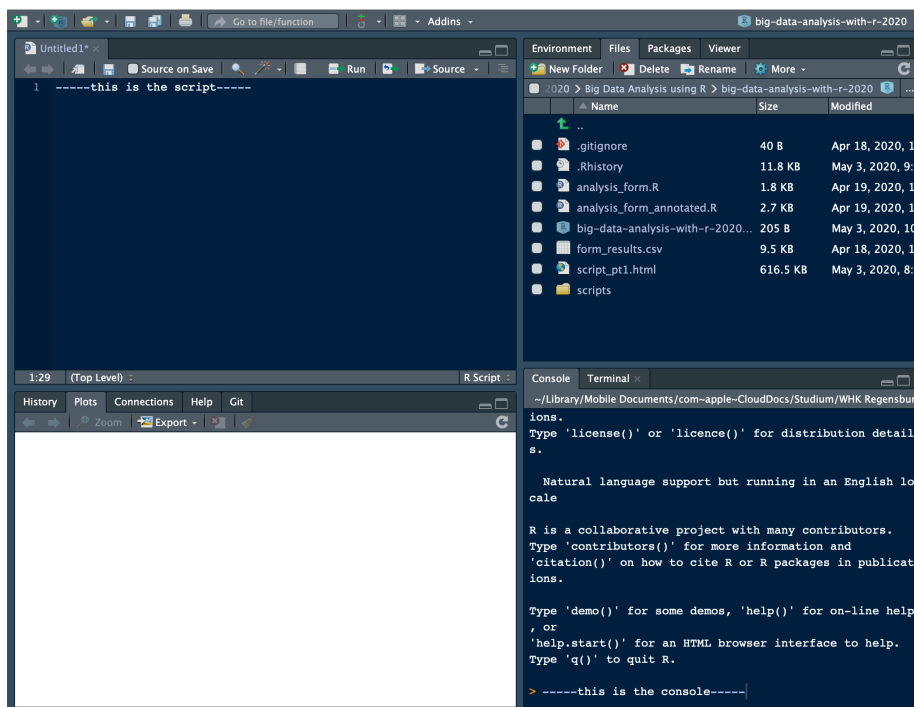 Go to file/function
Addins
big-data-analysis-with-r-2020
Untitled1*
Source on Save
Run
Source
1 -----this is the script-----
1:29 (Top Level)
R Script
Environment Files Packages Viewer
New Folder Delete Rename More
2020 Big Data Analysis using R big-data-analysis-with-r-2020 ...
Name Size Modified
..
.gitignore 40 B Apr 18, 2020, 1
.Rhistory 11.8 KB May 3, 2020, 9:
analysis_form.R 1.8 KB Apr 19, 2020, 1
analysis_form_annotated.R 2.7 KB Apr 19, 2020, 1
big-data-analysis-with-r-2020... 205 B May 3, 2020, 10
form_results.csv 9.5 KB Apr 18, 2020, 1
script_pt1.html 616.5 KB May 3, 2020, 8:
scripts
History Plots Connections Help Git
Zoom Export
Console Terminal
~/Library/Mobile Documents/com~apple~CloudDocs/Studium/WHK Regensbur
ions.
Type 'license()' or 'licence()' for distribution detail
s.
Natural language support but running in an English lo
cale
R is a collaborative project with many contributors.
Type 'contributors()' for more information and
'citation()' on how to cite R or R packages in publicat
ions.
Type 'demo()' for some demos, 'help()' for on-line help
, or
'help.start()' for an HTML browser interface to help.
Type 'q()' to quit R.
> -----this is the console-----